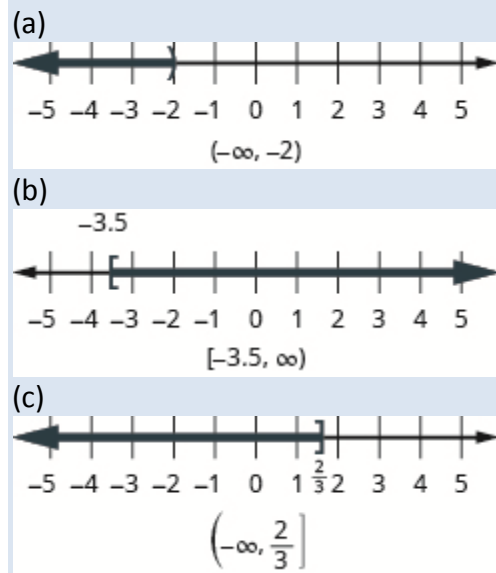 (a)
–5 –4 –3 –2 –1 0 1 2 3 4 5
(–∞, –2)
(b)
–3.5
–5 –4 –3 –2 –1 0 1 2 3 4 5
[–3.5, ∞)
(c)
–5 –4 –3 –2 –1 0 1 2/3 2 3 4 5
(–∞, 2/3]